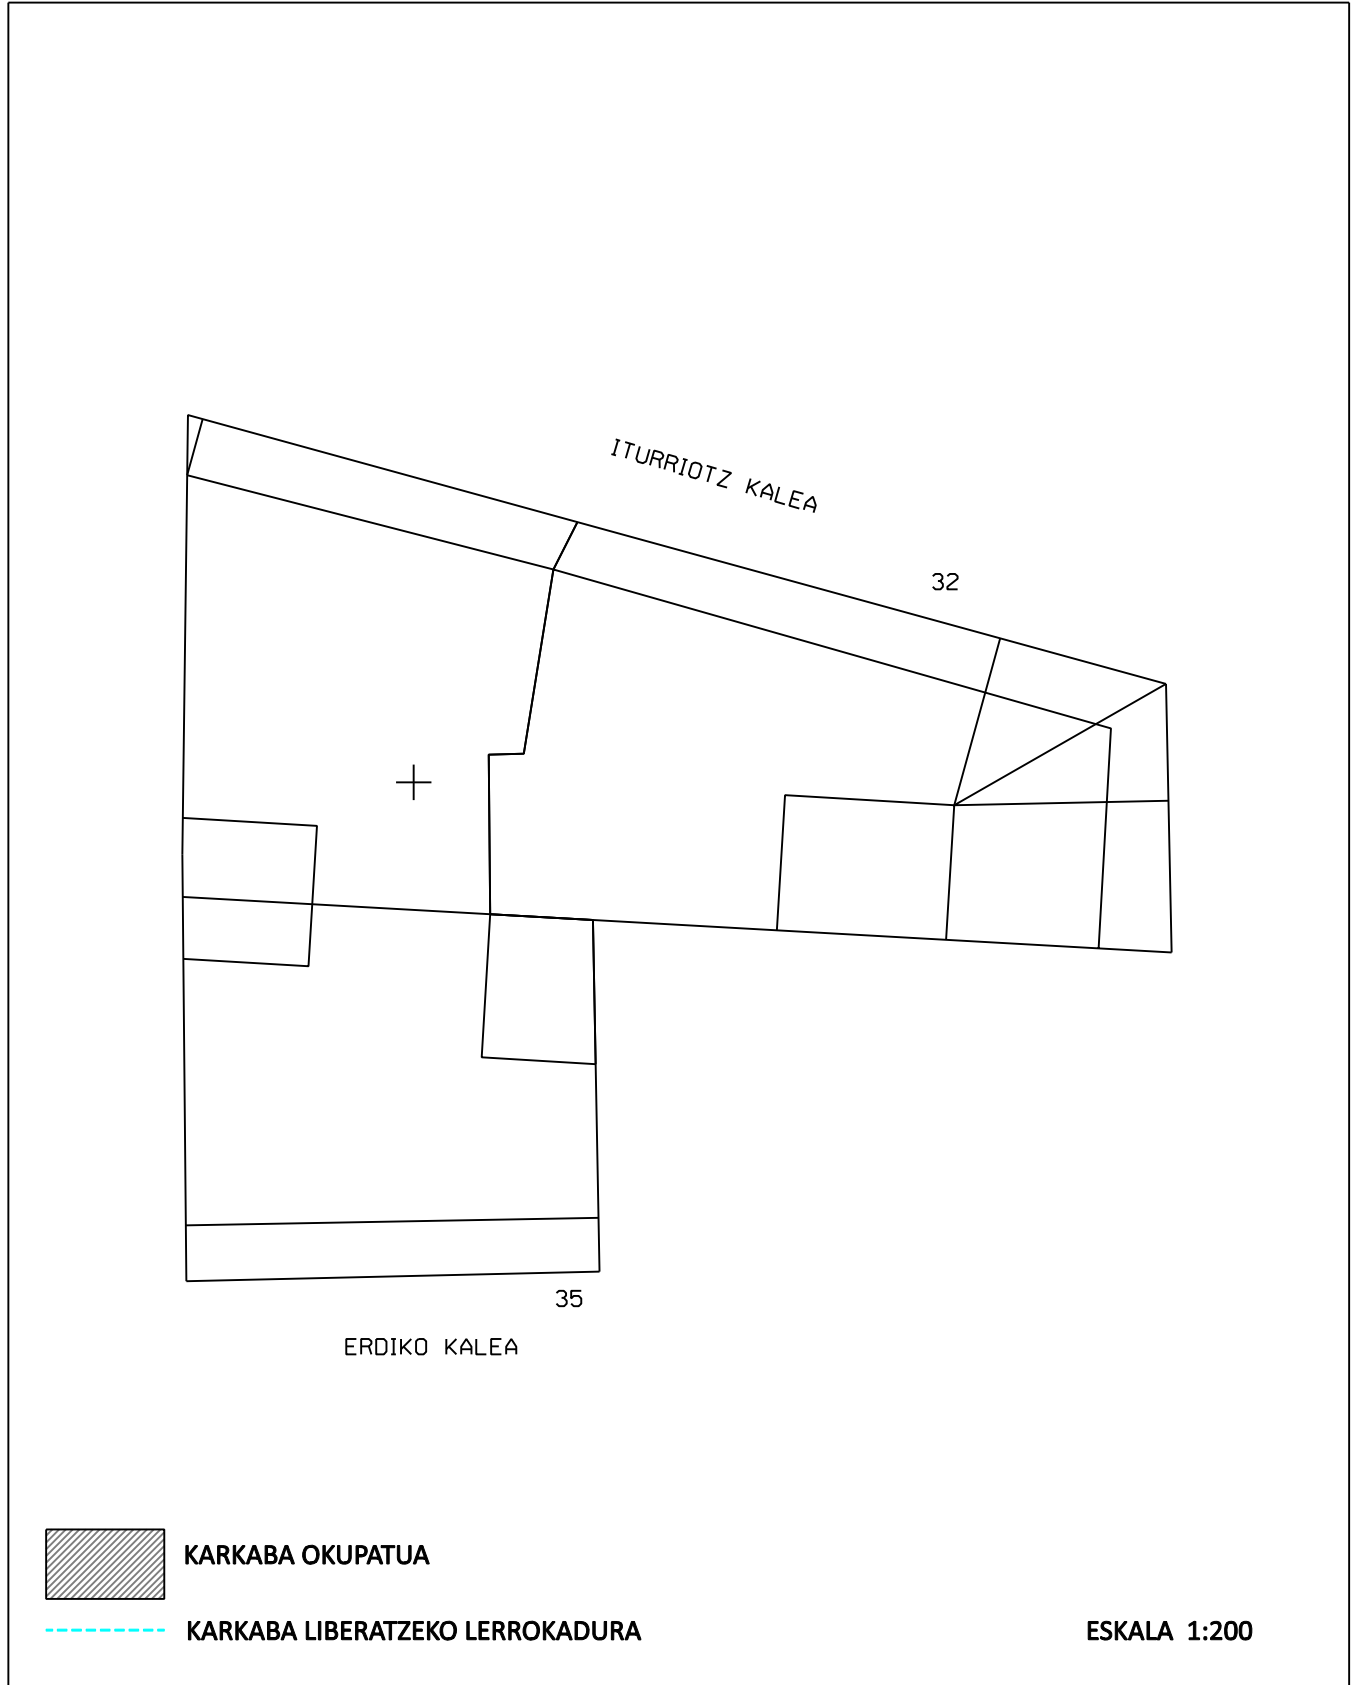 ITURRIOTZ KALEA
32
35
ERDIKO KALEA
KARKABA OKUPATUA
KARKABA LIBERATZEKO LERROKADURA
ESKALA 1:200